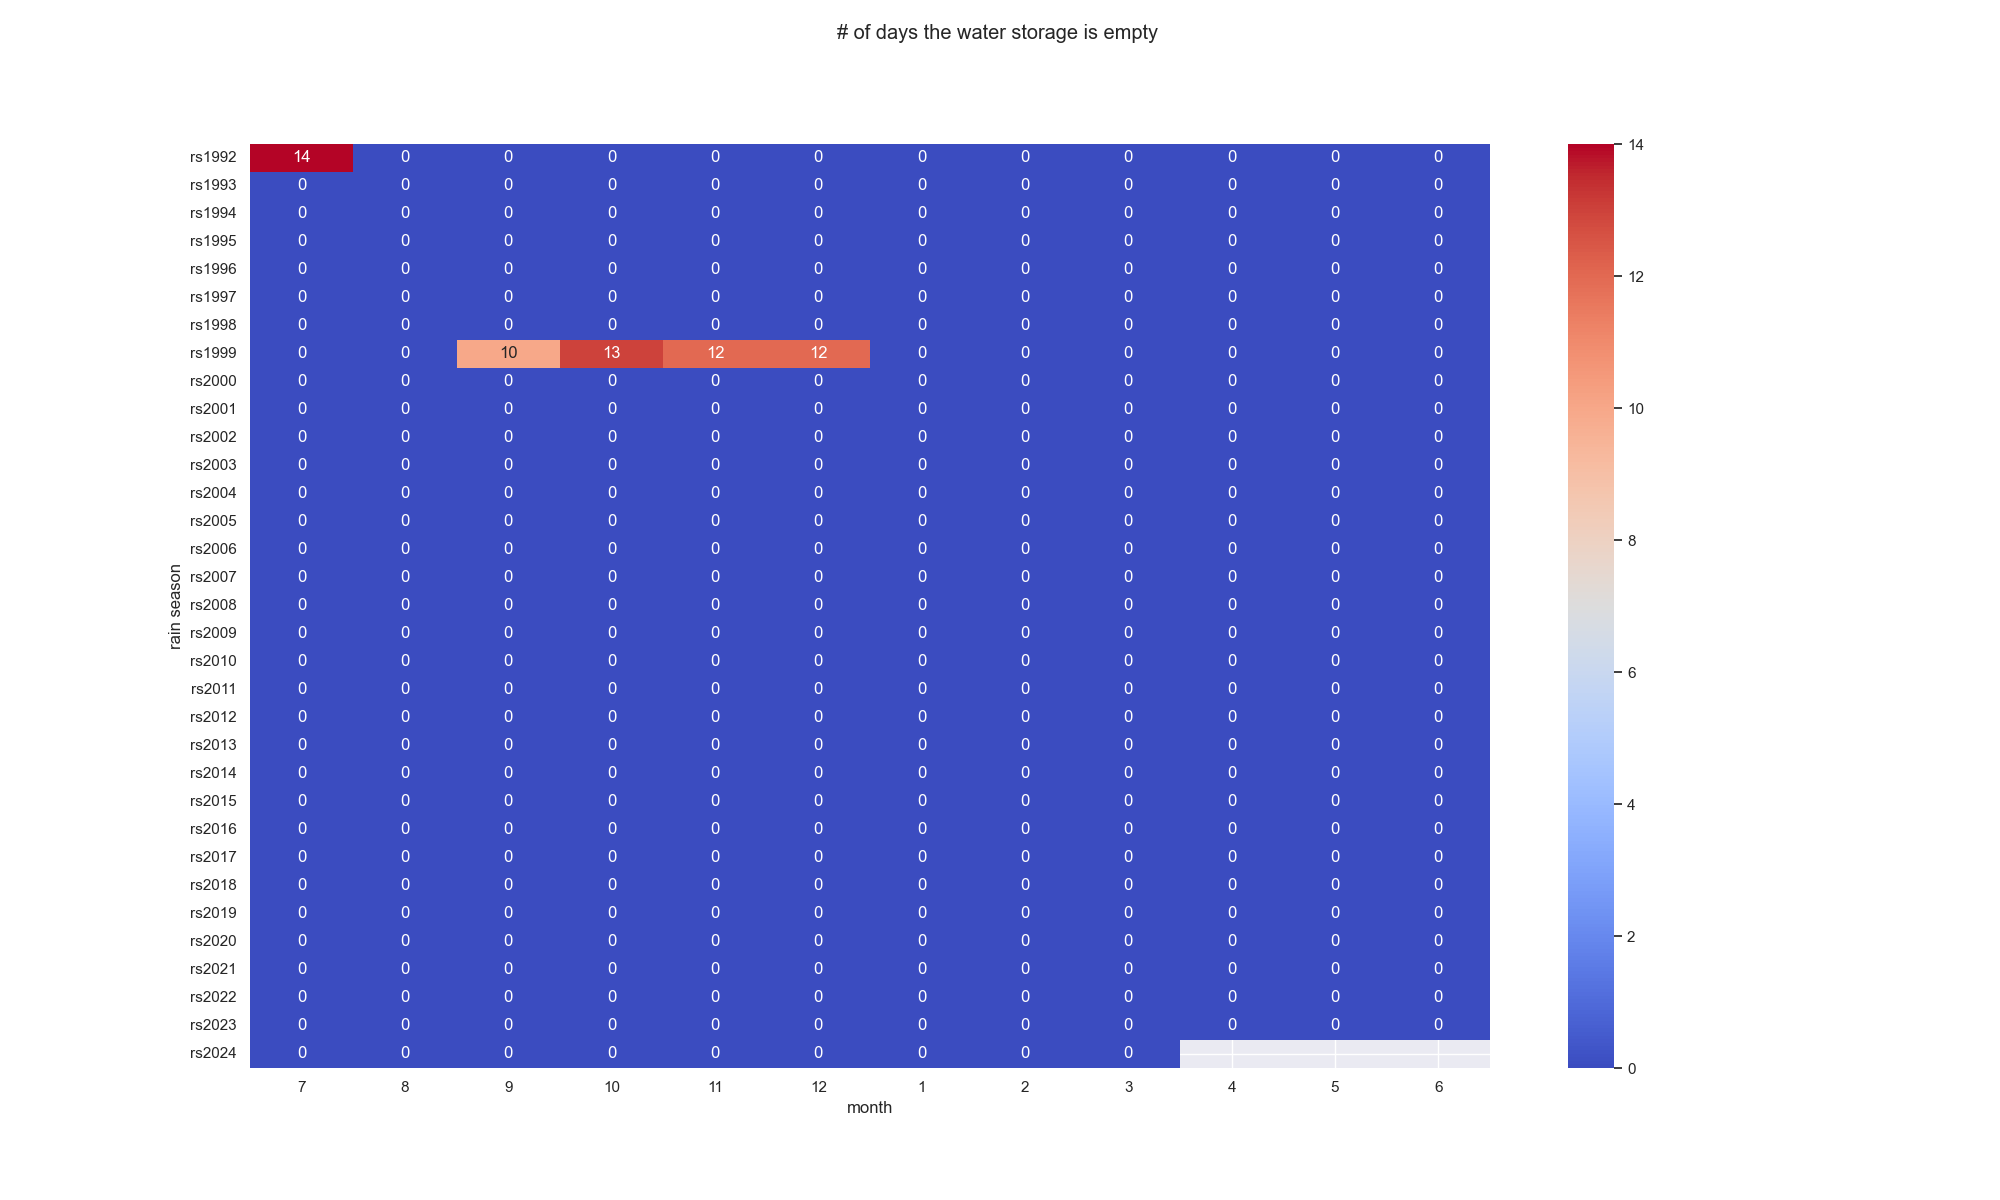 # of days the water storage is empty
rs1992 14 0 0 0 0 0 0 0 0 0 0 0
rs1993 0 0 0 0 0 0 0 0 0 0 0 0
rs1994 0 0 0 0 0 0 0 0 0 0 0 0
rs1995 0 0 0 0 0 0 0 0 0 0 0 0
rs1996 0 0 0 0 0 0 0 0 0 0 0 0
rs1997 0 0 0 0 0 0 0 0 0 0 0 0
rs1998 0 0 0 0 0 0 0 0 0 0 0 0
rs1999 0 0 10 13 12 12 0 0 0 0 0 0
rs2000 0 0 0 0 0 0 0 0 0 0 0 0
rs2001 0 0 0 0 0 0 0 0 0 0 0 0
rs2002 0 0 0 0 0 0 0 0 0 0 0 0
rs2003 0 0 0 0 0 0 0 0 0 0 0 0
rs2004 0 0 0 0 0 0 0 0 0 0 0 0
rs2005 0 0 0 0 0 0 0 0 0 0 0 0
rs2006 0 0 0 0 0 0 0 0 0 0 0 0
rs2007 0 0 0 0 0 0 0 0 0 0 0 0
rs2008 0 0 0 0 0 0 0 0 0 0 0 0
rs2009 0 0 0 0 0 0 0 0 0 0 0 0
rs2010 0 0 0 0 0 0 0 0 0 0 0 0
rs2011 0 0 0 0 0 0 0 0 0 0 0 0
rs2012 0 0 0 0 0 0 0 0 0 0 0 0
rs2013 0 0 0 0 0 0 0 0 0 0 0 0
rs2014 0 0 0 0 0 0 0 0 0 0 0 0
rs2015 0 0 0 0 0 0 0 0 0 0 0 0
rs2016 0 0 0 0 0 0 0 0 0 0 0 0
rs2017 0 0 0 0 0 0 0 0 0 0 0 0
rs2018 0 0 0 0 0 0 0 0 0 0 0 0
rs2019 0 0 0 0 0 0 0 0 0 0 0 0
rs2020 0 0 0 0 0 0 0 0 0 0 0 0
rs2021 0 0 0 0 0 0 0 0 0 0 0 0
rs2022 0 0 0 0 0 0 0 0 0 0 0 0
rs2023 0 0 0 0 0 0 0 0 0 0 0 0
rs2024 0 0 0 0 0 0 0 0 0
7 8 9 10 11 12 1 2 3 4 5 6
month
rain season
14
12
10
8
6
4
2
0